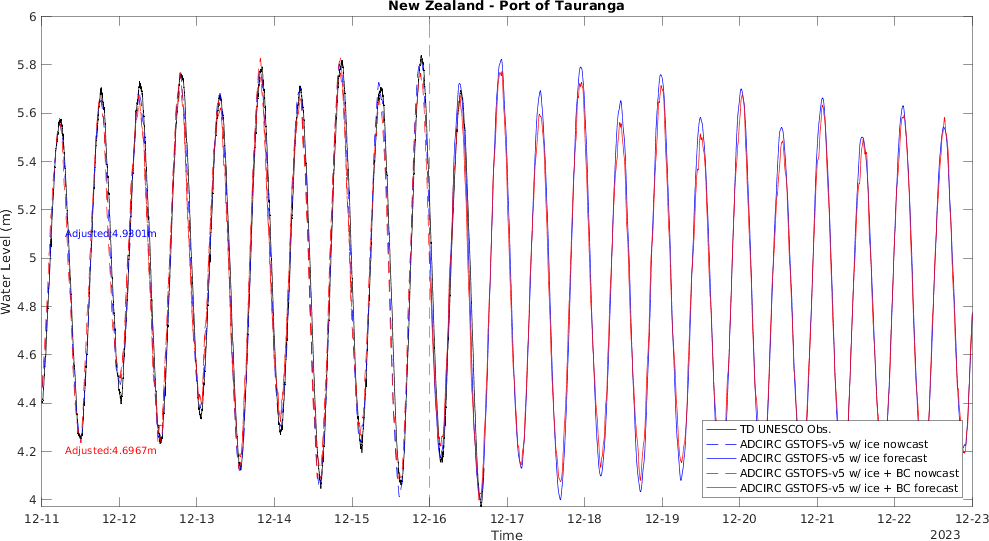 New Zealand - Port of Tauranga
Water Level (m)
6
5.8
5.6
5.4
5.2
5
4.8
4.6
4.4
4.2
4
Adjusted:4.9301m
Adjusted:4.6967m
TD UNESCO Obs.
ADCIRC GSTOFS-v5 w/ ice nowcast
ADCIRC GSTOFS-v5 w/ ice forecast
ADCIRC GSTOFS-v5 w/ ice + BC nowcast
ADCIRC GSTOFS-v5 w/ ice + BC forecast
12-11 12-12 12-13 12-14 12-15 12-16 12-17 12-18 12-19 12-20 12-21 12-22 12-23
Time
2023